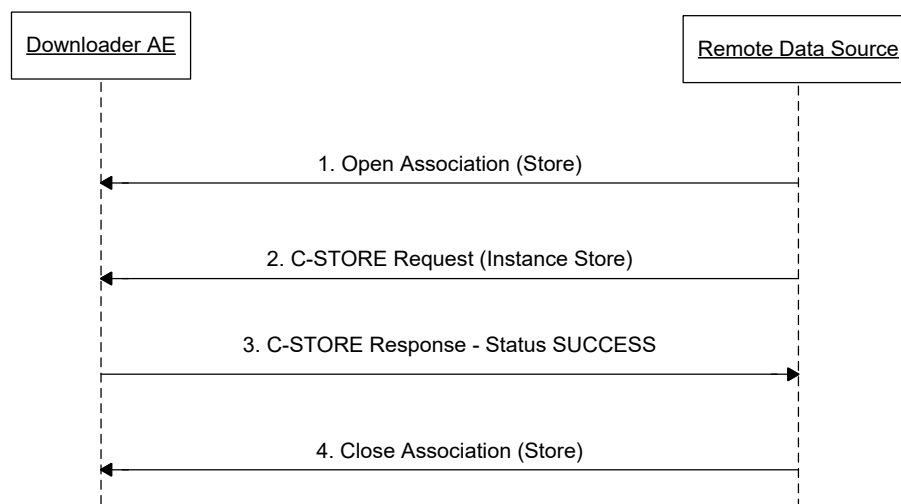 Downloader AE
Remote Data Source
1. Open Association (Store)
2. C-STORE Request (Instance Store)
3. C-STORE Response - Status SUCCESS
4. Close Association (Store)